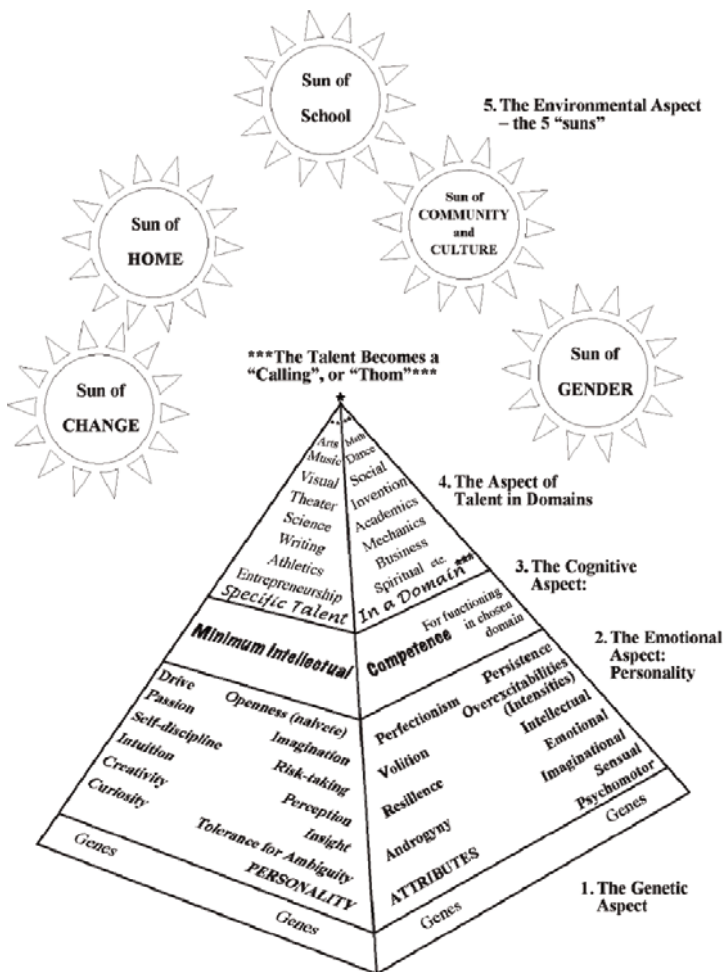 Sun of
School
5. The Environmental Aspect
– the 5 “suns”
Sun of
COMMUNITY
and
CULTURE
Sun of
HOME
Sun of
GENDER
Sun of
CHANGE
***The Talent Becomes a
“Calling”, or “Thorn”***
Arts
Music
Visual
Theater
Science
Writing
Athletics
Entrepreneurship
Specific Talent
Math
Dance
Social
Invention
Academics
Mechanics
Business
Spiritual etc.
In a Domain***
4. The Aspect of
Talent in Domains
3. The Cognitive
Aspect:
Minimum Intellectual
Competence
For functioning
in chosen
domain
2. The Emotional
Aspect:
Personality
Drive
Passion
Self-discipline
Intuition
Creativity
Curiosity
Openness (naivete)
Imagination
Risk-taking
Perception
Insight
Tolerance for Ambiguity
PERSONALITY
Perfectionism
Volition
Resilience
Androgyny
ATTRIBUTES
Persistence
Overexcitabilities
(Intensities)
Intellectual
Emotional
Imaginational
Sensual
Psychomotor
Genes
Genes
Genes
Genes
1. The Genetic
Aspect